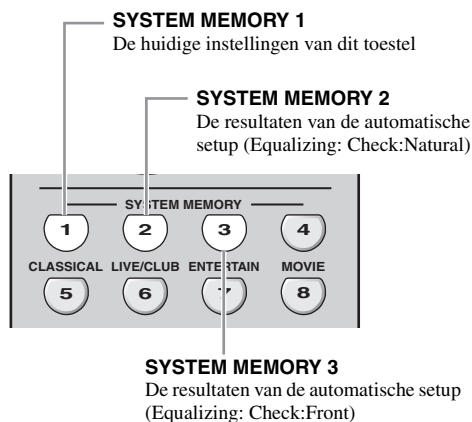 SYSTEM MEMORY 1
De huidige instellingen van dit toestel
SYSTEM MEMORY 2
De resultaten van de automatische
setup (Equalizing: Check:Natural)
SYSTEM MEMORY
1 2 3 4
CLASSICAL LIVE/CLUB ENTERTAIN MOVIE
5 6 7 8
SYSTEM MEMORY 3
De resultaten van de automatische setup
(Equalizing: Check:Front)